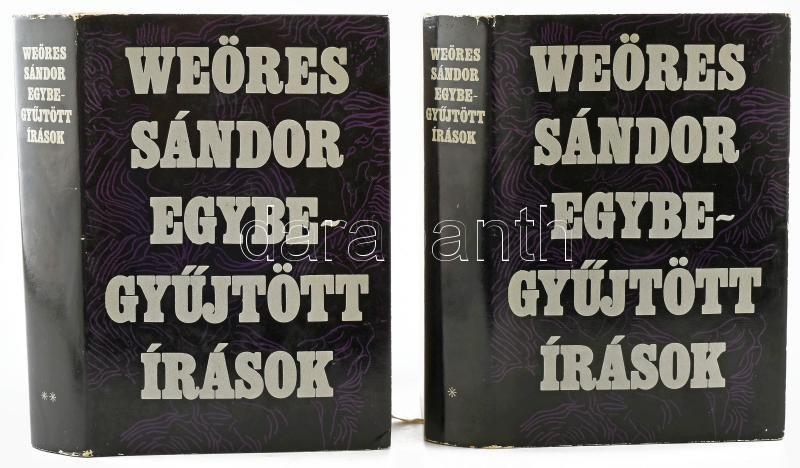 WEÖRES
SÁNDOR
EGYBE-
GYŰJTÖTT
ÍRÁSOK
**
WEÖRES
SÁNDOR
EGYBE~
GYŰJTÖTT
ÍRÁSOK
WEÖRES
SÁNDOR
EGYBE-
GYŰJTÖTT
ÍRÁSOK
*
WEÖRES
SÁNDOR
EGYBE~
GYŰJTÖTT
ÍRÁSOK
darabanth